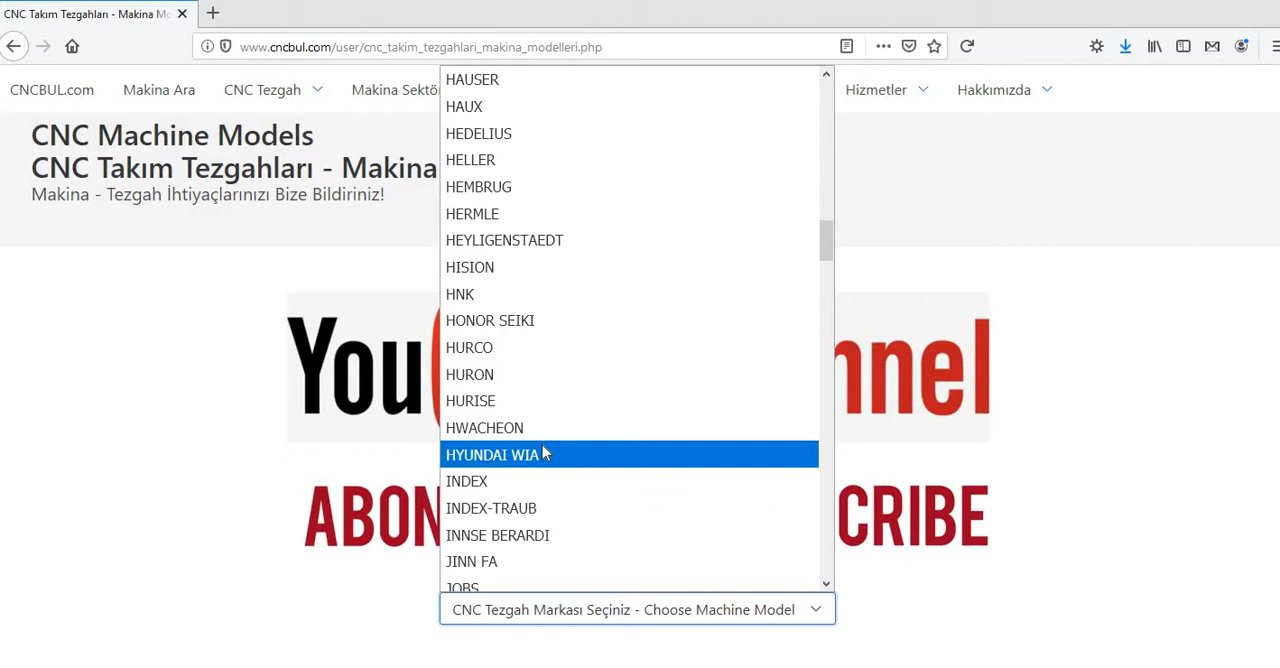 CNC Takım Tezgahları - Makina Mo
www.cncbul.com/user/cnc_takim_tezgahlari_makina_modelleri.php
CNCBUL.com
Makina Ara
CNC Tezgah
Makina Sektö
Hizmetler
Hakkımızda
CNC Machine Models
CNC Takım Tezgahları - Makina
Makina - Tezgah İhtiyaçlarınızı Bize Bildiriniz!
HAUSER
HAUX
HEDELIUS
HELLER
HEMBRUG
HERMLE
HEYLIGENSTAEDT
HISION
HNK
HONOR SEIKI
HURCO
HURON
HURISE
HWACHEON
HYUNDAI WIA
INDEX
INDEX-TRAUB
INNSE BERARDI
JINN FA
JOBS
You
nnel
ABON
CRIBE
CNC Tezgah Markası Seçiniz - Choose Machine Model